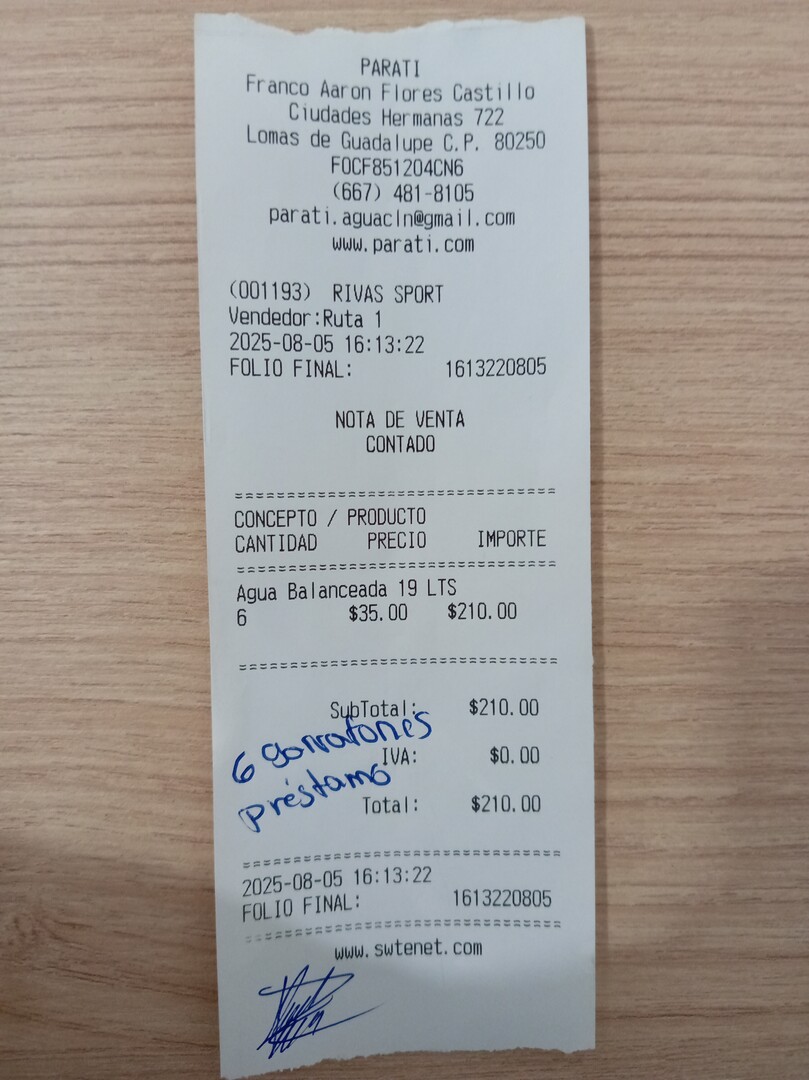 PARATI
Franco Aaron Flores Castillo
Ciudades Hermanas 722
Lomas de Guadalupe C.P. 80250
FOCF851204CN6
(667) 481-8105
parati.aguacln@gmail.com
www.parati.com
(001193) RIVAS SPORT
Vendedor:Ruta 1
2025-08-05 16:13:22
FOLIO FINAL: 1613220805
NOTA DE VENTA
CONTADO
==============================
CONCEPTO / PRODUCTO
CANTIDAD PRECIO IMPORTE
==============================
Agua Balanceada 19 LTS
6 $35.00 $210.00
==============================
SubTotal: $210.00
6 garrafones
IVA: $0.00
préstamo
Total: $210.00
==============================
2025-08-05 16:13:22
FOLIO FINAL: 1613220805
==============================
www.swtenet.com